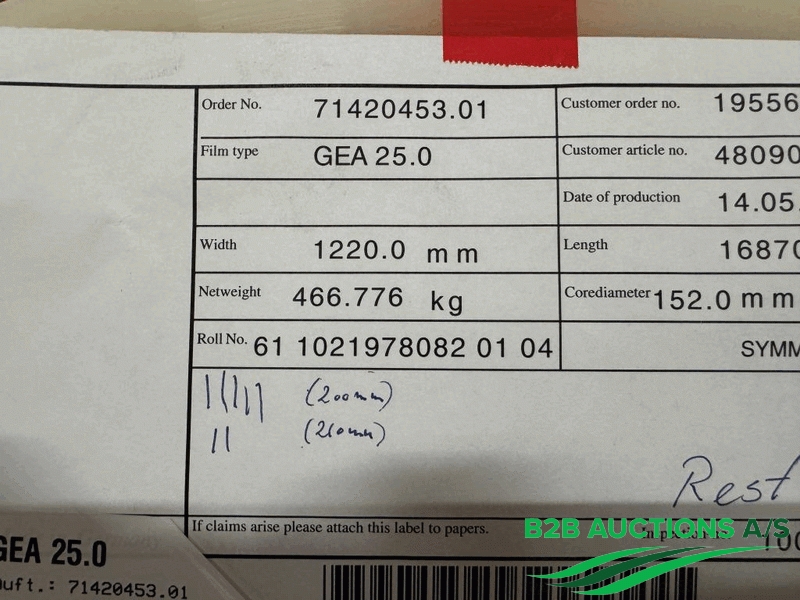 Order No. 71420453.01 Customer order no. 19556
Film type GEA 25.0 Customer article no. 48090
Date of production 14.05.
Width 1220.0 mm Length 16870
Netweight 466.776 kg Corediameter 152.0 mm
Roll No. 61 1021978082 01 04 SYMM
(200mm)
(210mm)
Rest
If claims arise please attach this label to papers.
B2B AUCTIONS A/S
GEA 25.0
uft.: 71420453.01